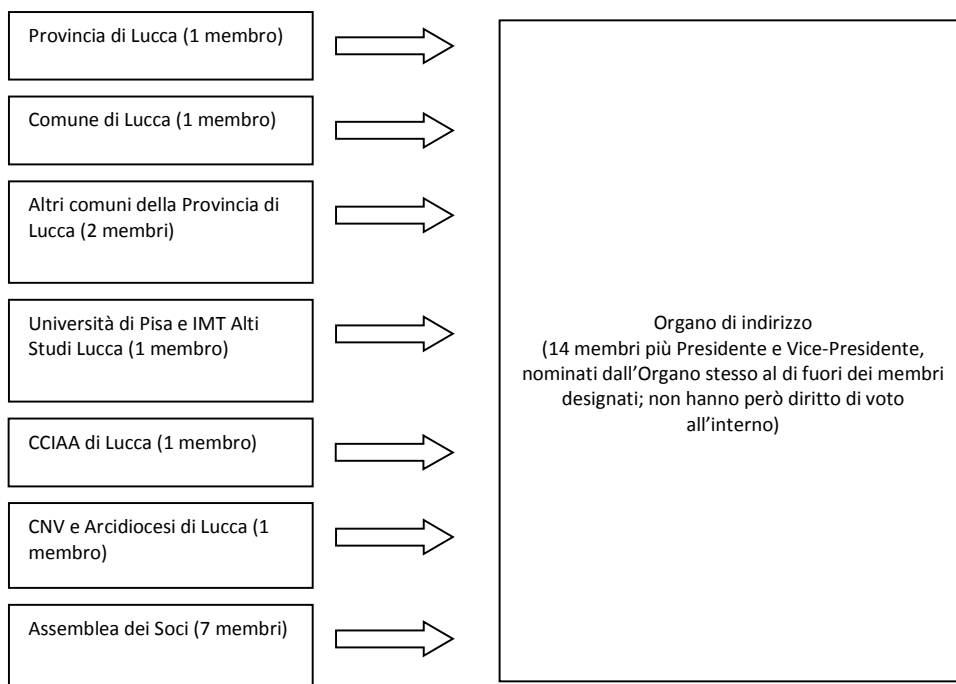 Provincia di Lucca (1 membro)
Comune di Lucca (1 membro)
Altri comuni della Provincia di
Lucca (2 membri)
Università di Pisa e IMT Alti
Studi Lucca (1 membro)
CCIAA di Lucca (1 membro)
CNV e Arcidiocesi di Lucca (1
membro)
Assemblea dei Soci (7 membri)
Organo di indirizzo
(14 membri più Presidente e Vice-Presidente,
nominati dall’Organo stesso al di fuori dei membri
designati; non hanno però diritto di voto
all’interno)